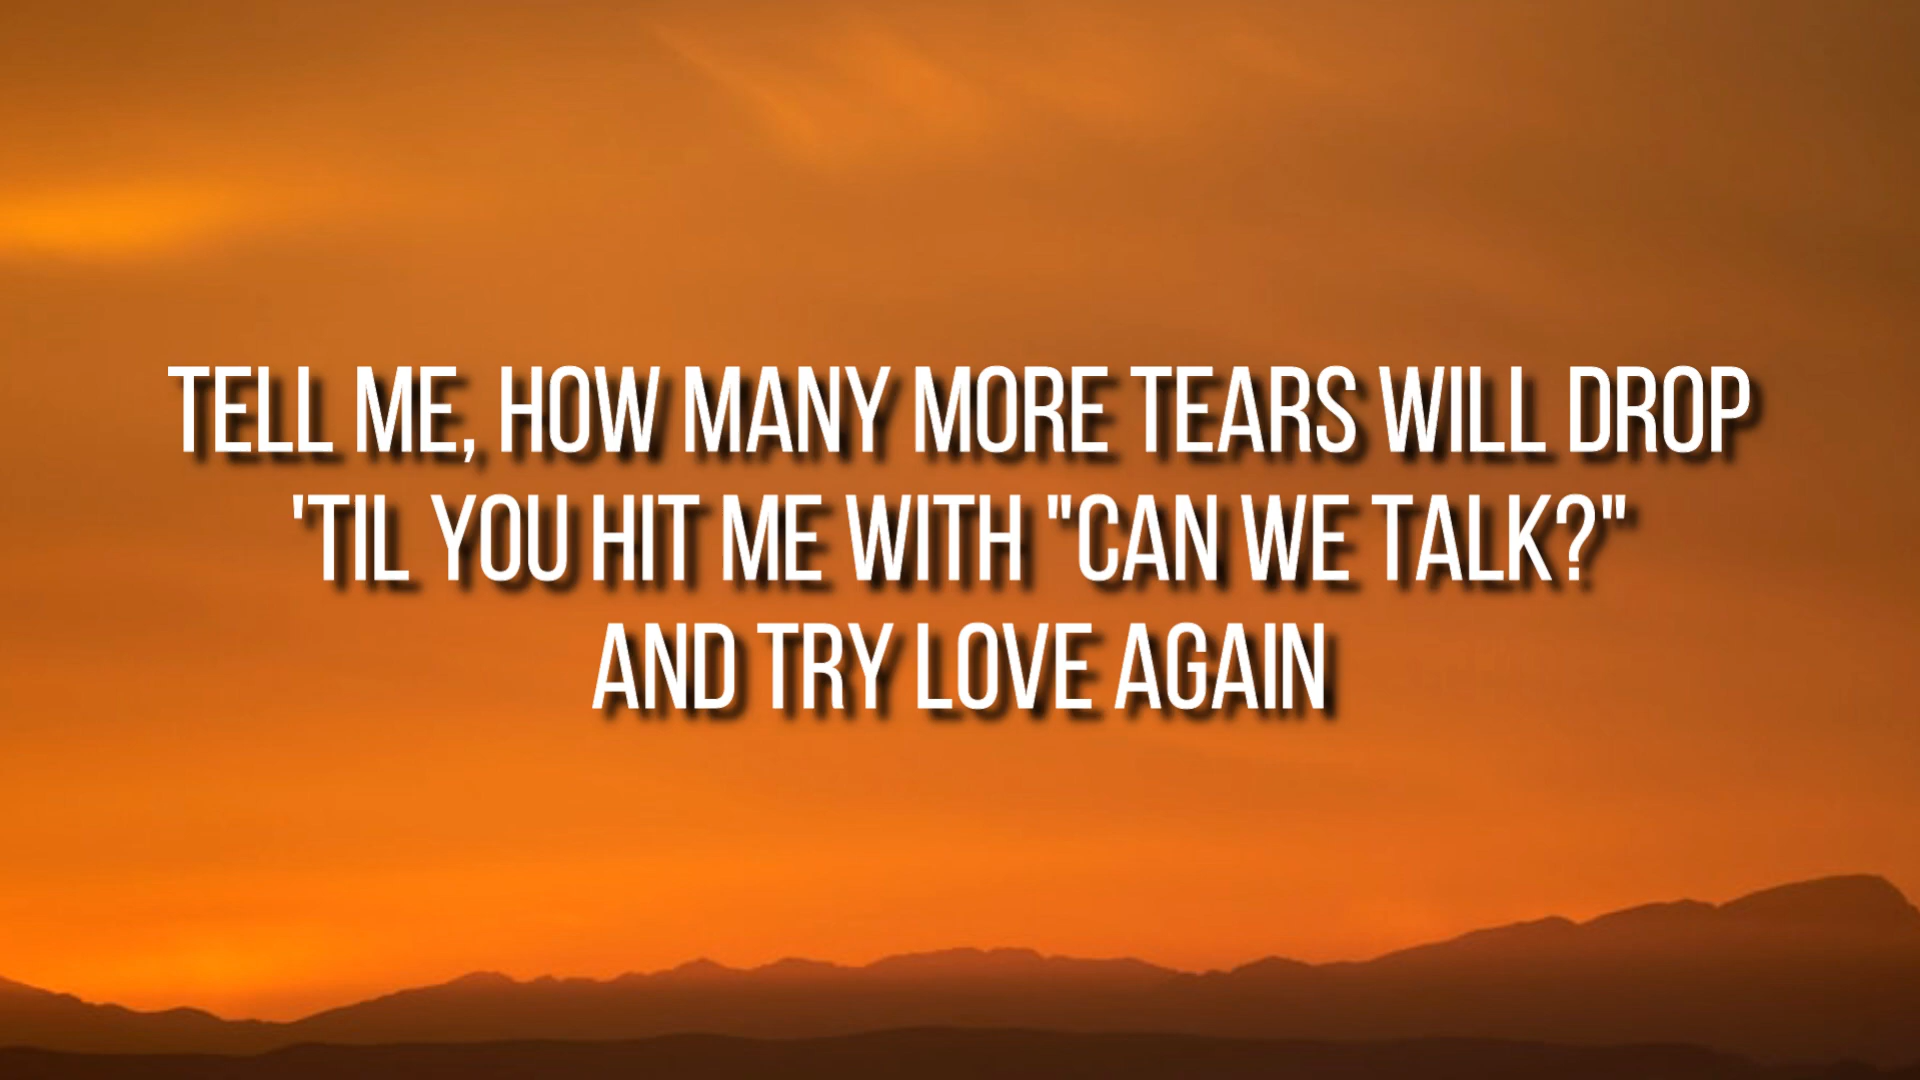 TELL ME, HOW MANY MORE TEARS WILL DROP
'TIL YOU HIT ME WITH "CAN WE TALK?"
AND TRY LOVE AGAIN